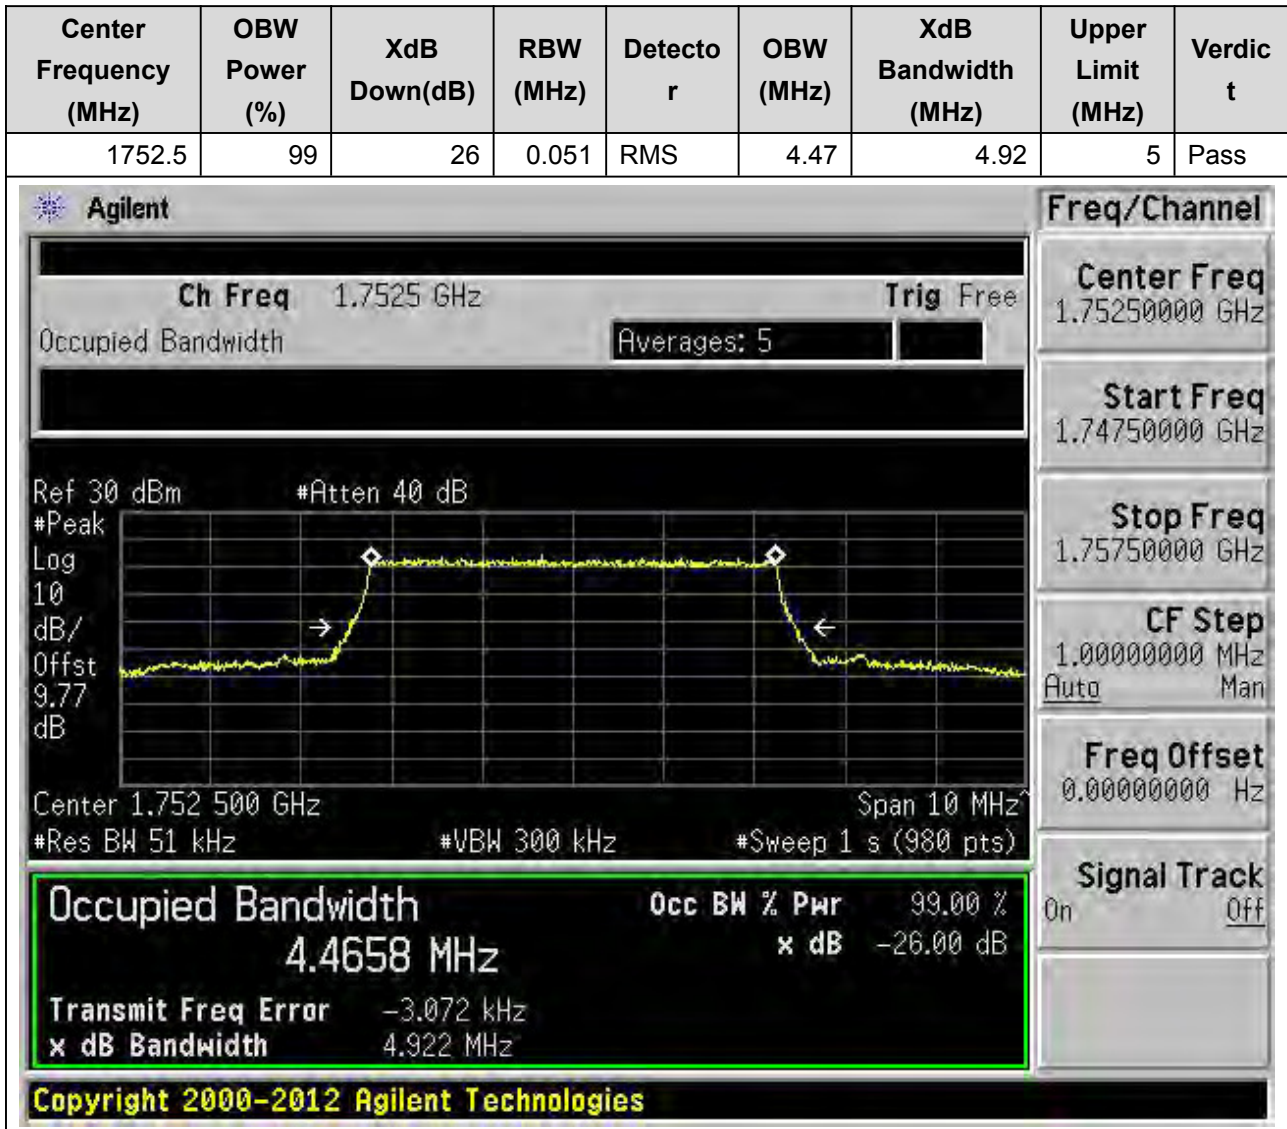 Center Frequency (MHz) OBW Power (%) XdB Down(dB) RBW (MHz) Detecto r OBW (MHz) XdB Bandwidth (MHz) Upper Limit (MHz) Verdic t
1752.5 99 26 0.051 RMS 4.47 4.92 5 Pass
Agilent
Freq/Channel
Ch Freq 1.7525 GHz Trig Free
Occupied Bandwidth Averages: 5
Center Freq
1.75250000 GHz
Start Freq
1.74750000 GHz
Stop Freq
1.75750000 GHz
CF Step
1.00000000 MHz
Auto Man
Freq Offset
0.00000000 Hz
Signal Track
On Off
Ref 30 dBm #Atten 40 dB
#Peak
Log
10
dB/
Offst
9.77
dB
Center 1.752 500 GHz Span 10 MHz^
#Res BW 51 kHz #VBW 300 kHz #Sweep 1 s (980 pts)
Occupied Bandwidth Occ BW % Pwr 99.00 %
4.4658 MHz x dB -26.00 dB
Transmit Freq Error -3.072 kHz
x dB Bandwidth 4.922 MHz
Copyright 2000-2012 Agilent Technologies